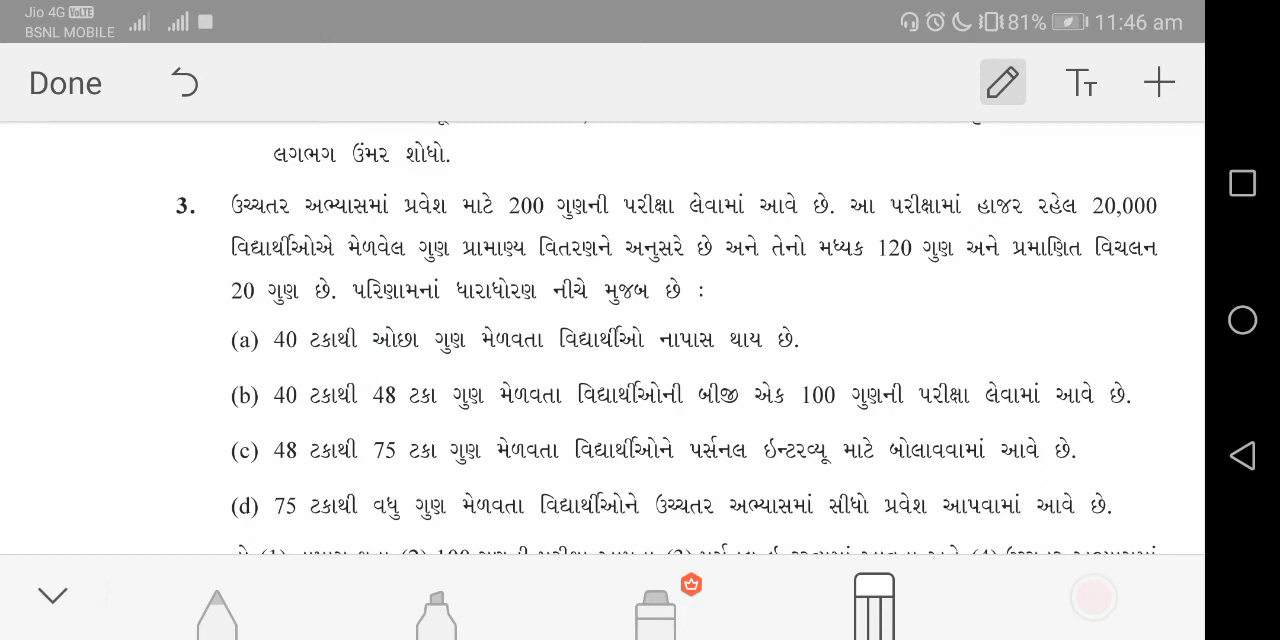 Jio 4G VoLTE
BSNL MOBILE
81% 11:46 am
Done
લગભગ ઉંમર શોધો.
3. ઉચ્ચતર અભ્યાસમાં પ્રવેશ માટે 200 ગુણની પરીક્ષા લેવામાં આવે છે. આ પરીક્ષામાં હાજર રહેલ 20,000
વિદ્યાર્થીઓએ મેળવેલ ગુણ પ્રામાણ્ય વિતરણને અનુસરે છે અને તેનો મધ્યક 120 ગુણ અને પ્રમાણિત વિચલન
20 ગુણ છે. પરિણામનાં ધારાધોરણ નીચે મુજબ છે :
(a) 40 ટકાથી ઓછા ગુણ મેળવતા વિદ્યાર્થીઓ નાપાસ થાય છે.
(b) 40 ટકાથી 48 ટકા ગુણ મેળવતા વિદ્યાર્થીઓની બીજી એક 100 ગુણની પરીક્ષા લેવામાં આવે છે.
(c) 48 ટકાથી 75 ટકા ગુણ મેળવતા વિદ્યાર્થીઓને પર્સનલ ઇન્ટરવ્યૂ માટે બોલાવવામાં આવે છે.
(d) 75 ટકાથી વધુ ગુણ મેળવતા વિદ્યાર્થીઓને ઉચ્ચતર અભ્યાસમાં સીધો પ્રવેશ આપવામાં આવે છે.